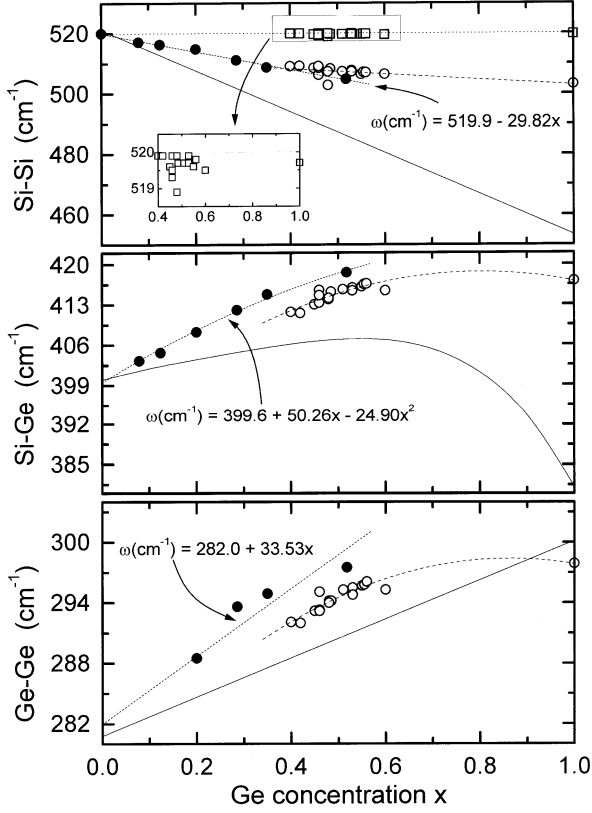 520
500
480
460
Si-Si (cm⁻¹)
ω(cm⁻¹) = 519.9 - 29.82x
520
519
0.4 0.6 0.8 1.0
420
413
406
399
392
385
Si-Ge (cm⁻¹)
ω(cm⁻¹) = 399.6 + 50.26x - 24.90x²
300
294
288
282
Ge-Ge (cm⁻¹)
ω(cm⁻¹) = 282.0 + 33.53x
0.0 0.2 0.4 0.6 0.8 1.0
Ge concentration x